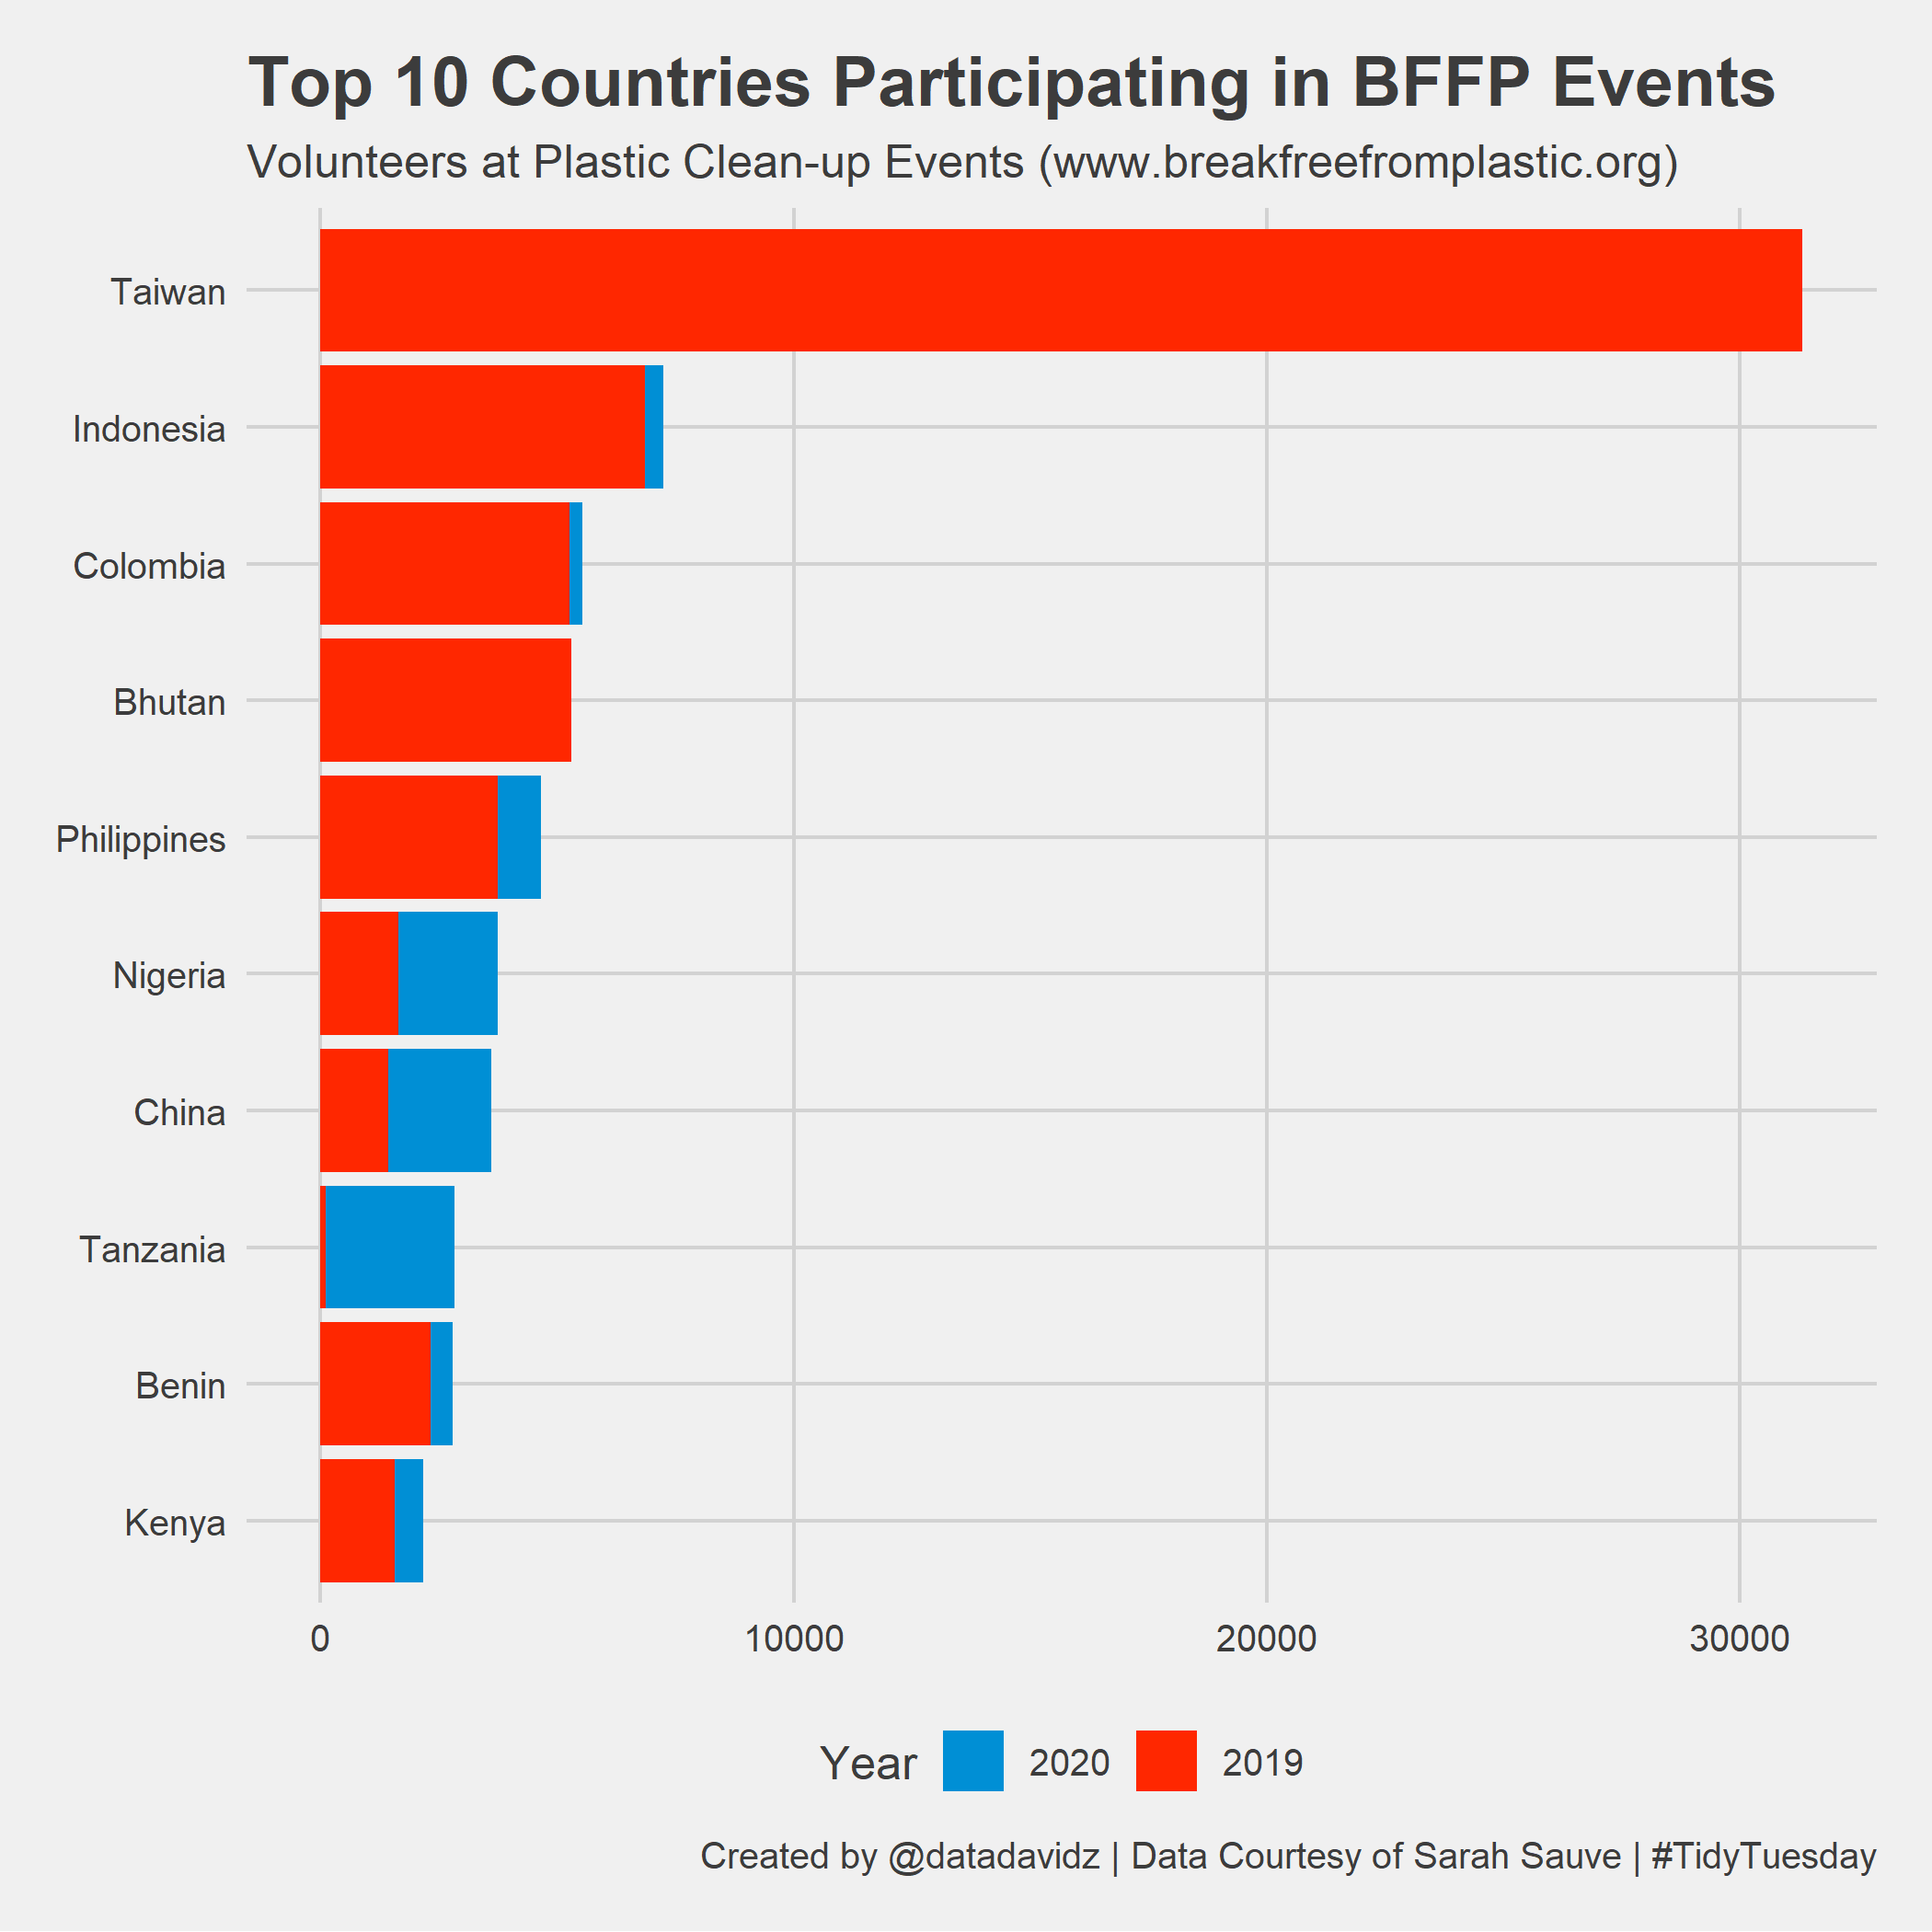 Top 10 Countries Participating in BFFP Events
Volunteers at Plastic Clean-up Events (www.breakfreefromplastic.org)
Taiwan
Indonesia
Colombia
Bhutan
Philippines
Nigeria
China
Tanzania
Benin
Kenya
0 10000 20000 30000
Year 2020 2019
Created by @datadavidz | Data Courtesy of Sarah Sauve | #TidyTuesday